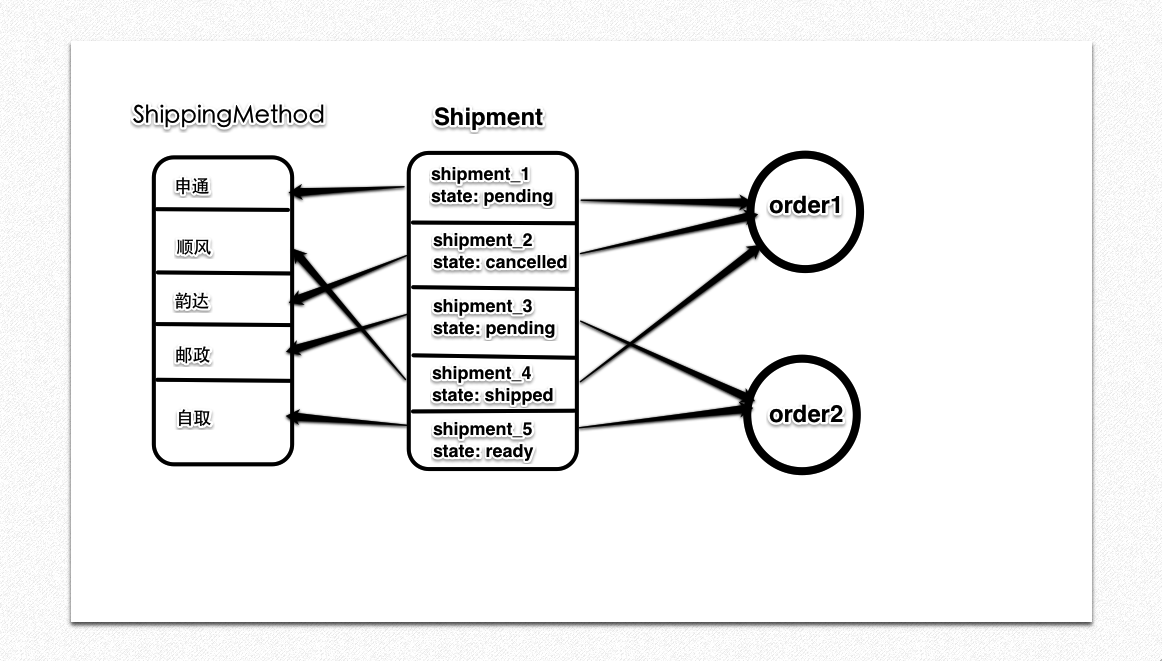 ShippingMethod
申通
顺风
韵达
邮政
自取
Shipment
shipment_1
state: pending
shipment_2
state: cancelled
shipment_3
state: pending
shipment_4
state: shipped
shipment_5
state: ready
order1
order2